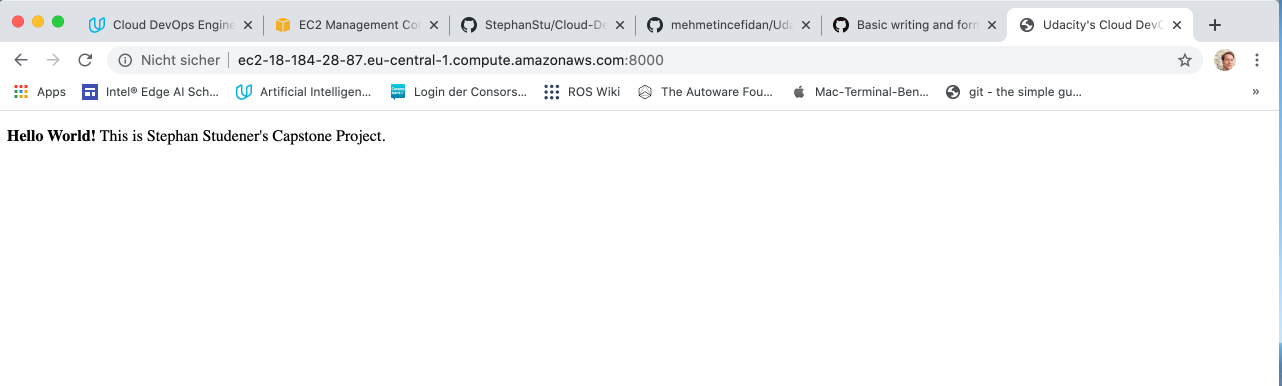 Cloud DevOps Engine EC2 Management Co StephanStu/Cloud-De mehmetincefidan/Uda Basic writing and form Udacity's Cloud DevO
Nicht sicher ec2-18-184-28-87.eu-central-1.compute.amazonaws.com:8000
Apps Intel® Edge AI Sch... Artificial Intelligen... Login der Consors... ROS Wiki The Autoware Fou... Mac-Terminal-Ben... git - the simple gu... »
Hello World! This is Stephan Studener's Capstone Project.